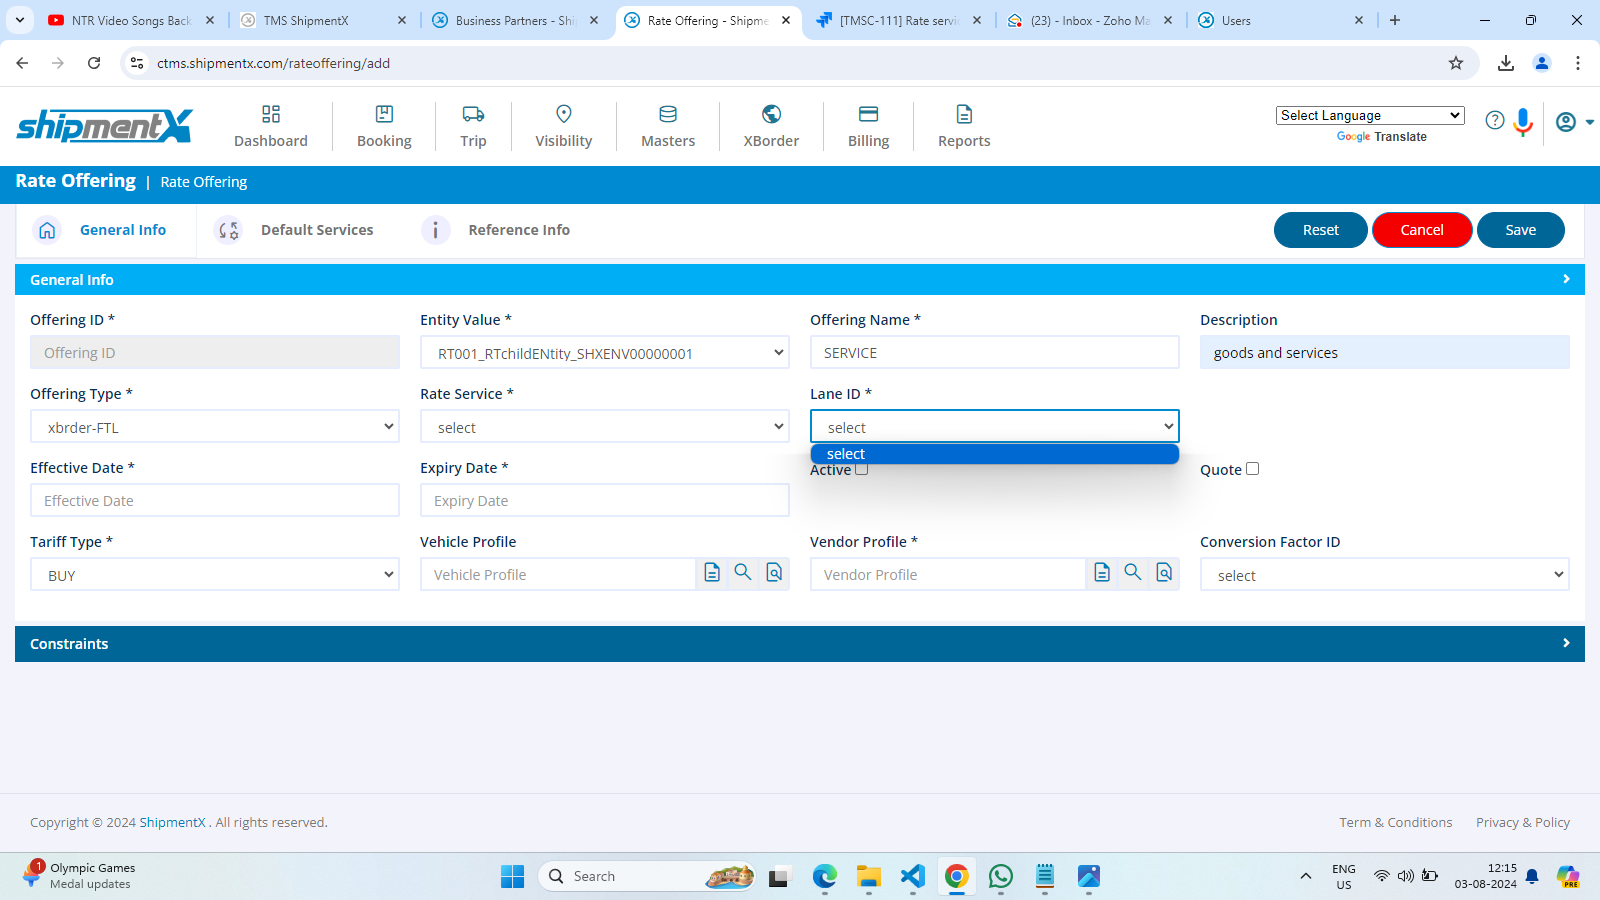 NTR Video Songs Back
TMS ShipmentX
Business Partners - Shi
Rate Offering - Shipme
[TMSC-111] Rate servic
(23) - Inbox - Zoho Ma
Users
ctms.shipmentx.com/rateoffering/add
shipmentX
Dashboard
Booking
Trip
Visibility
Masters
XBorder
Billing
Reports
Select Language
Google Translate
Rate Offering | Rate Offering
General Info
Default Services
Reference Info
Reset
Cancel
Save
General Info
Offering ID *
Entity Value *
Offering Name *
Description
Offering ID
RT001_RTchildENtity_SHXENV00000001
SERVICE
goods and services
Offering Type *
Rate Service *
Lane ID *
xbrder-FTL
select
select
select
Effective Date *
Expiry Date *
Active
Quote
Effective Date
Expiry Date
Tariff Type *
Vehicle Profile
Vendor Profile *
Conversion Factor ID
BUY
Vehicle Profile
Vendor Profile
select
Constraints
Copyright © 2024 ShipmentX . All rights reserved.
Term & Conditions
Privacy & Policy
1
Olympic Games
Medal updates
Search
ENG
US
12:15
03-08-2024
PRE